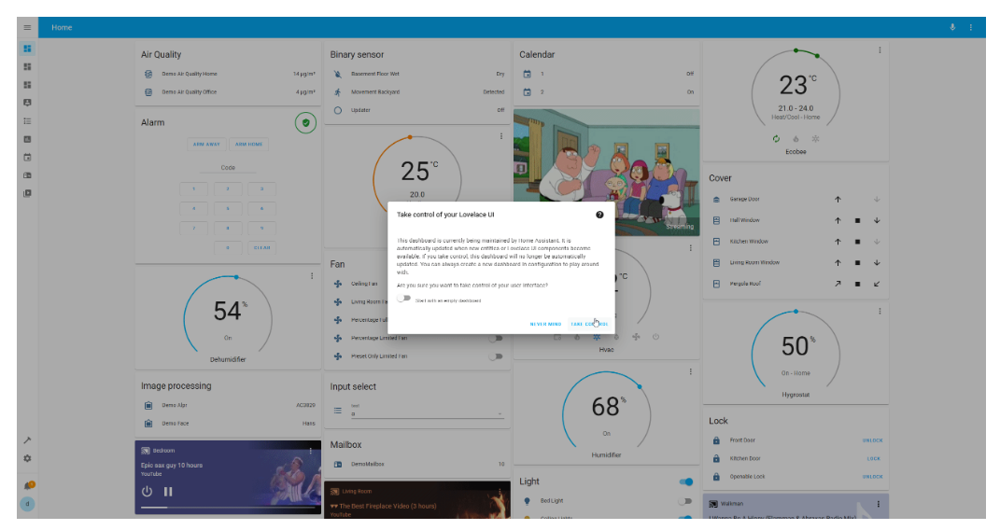 Home
Air Quality
Demo Air Quality Home 14 µg/m³
Demo Air Quality Office 4 µg/m³
Alarm
ARM AWAY ARM HOME
Code
1 2 3
4 5 6
7 8 9
0 CLEAR
54 %
On
Dehumidifier
Image processing
Demo Alpr AC3829
Demo Face Hans
Bedroom
Epic sax guy 10 hours
YouTube
Binary sensor
Basement Floor Wet Dry
Movement Backyard Detected
Updater Off
25 °C
20.0
Fan
Ceiling Fan
Living Room
Percentage Full
Percentage Limited Fan
Preset Only Limited Fan
Input select
Mailbox
DemoMailbox 10
Living Room
♥♥ The Best Fireplace Video (3 hours)
YouTube
Calendar
1 Off
2 On
Streaming
°C
Hvac
68 %
On
Humidifier
Light
Bed Light
Ceiling Lights
23 °C
21.0 - 24.0
Heat/Cool - Home
Ecobee
Cover
Garage Door
Hall Window
Kitchen Window
Living Room Window
Pergola Roof
50 %
On - Home
Hygrostat
Lock
Front Door UNLOCK
Kitchen Door LOCK
Openable Lock UNLOCK
Walkman
I Wanna Be A Hippy (Flamman & Abraxas Radio Mix)
Take control of your Lovelace UI
This dashboard is currently being maintained by Home Assistant. It is
automatically updated when new entities or Lovelace UI components become
available. If you take control, this dashboard will no longer be automatically
updated. You can always create a new dashboard in configuration to play around
with.
Are you sure you want to take control of your user interface?
Start with an empty dashboard
NEVER MIND TAKE CONTROL
d